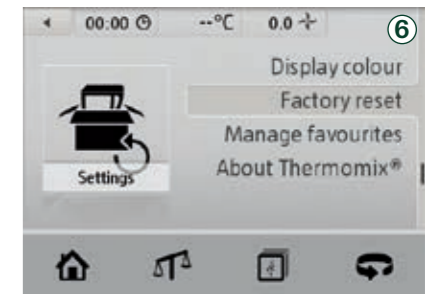 00:00 --°C 0.0 6
Display colour
Factory reset
Manage favourites
About Thermomix®
Settings